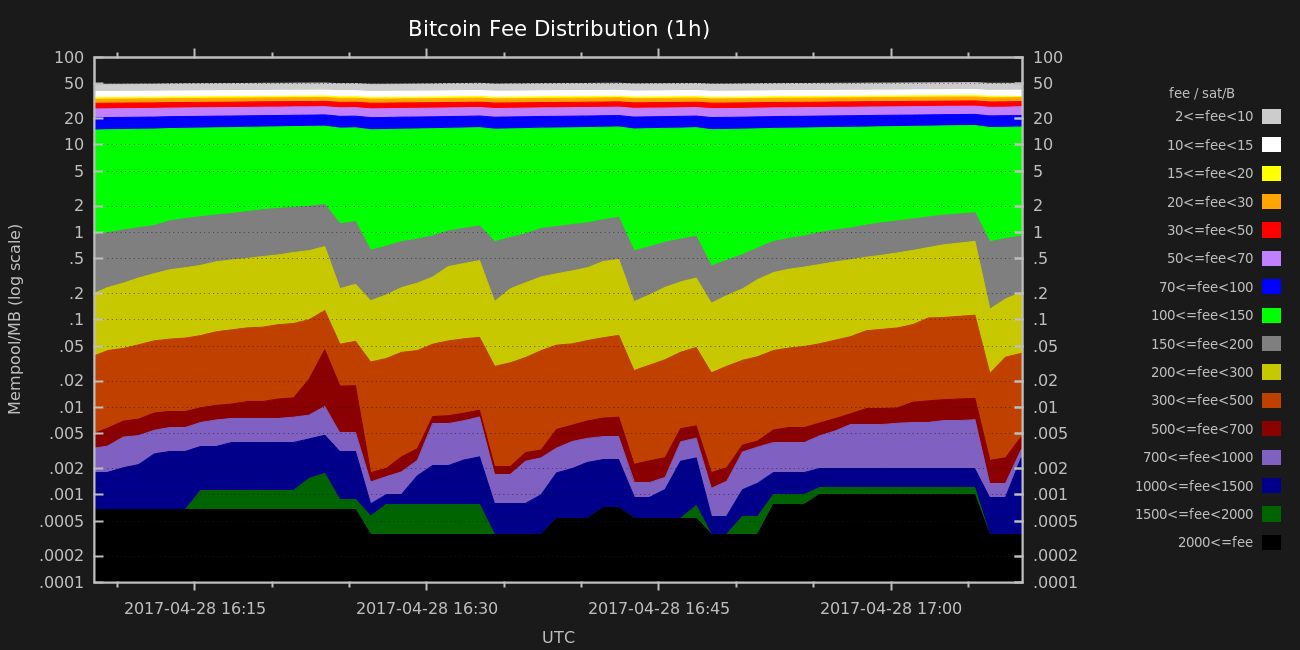 Bitcoin Fee Distribution (1h)
Mempool/MB (log scale)
100
50
20
10
5
2
1
.5
.2
.1
.05
.02
.01
.005
.002
.001
.0005
.0002
.0001
100
50
20
10
5
2
1
.5
.2
.1
.05
.02
.01
.005
.002
.001
.0005
.0002
.0001
2017-04-28 16:15
2017-04-28 16:30
2017-04-28 16:45
2017-04-28 17:00
UTC
fee / sat/B
2<=fee<10
10<=fee<15
15<=fee<20
20<=fee<30
30<=fee<50
50<=fee<70
70<=fee<100
100<=fee<150
150<=fee<200
200<=fee<300
300<=fee<500
500<=fee<700
700<=fee<1000
1000<=fee<1500
1500<=fee<2000
2000<=fee